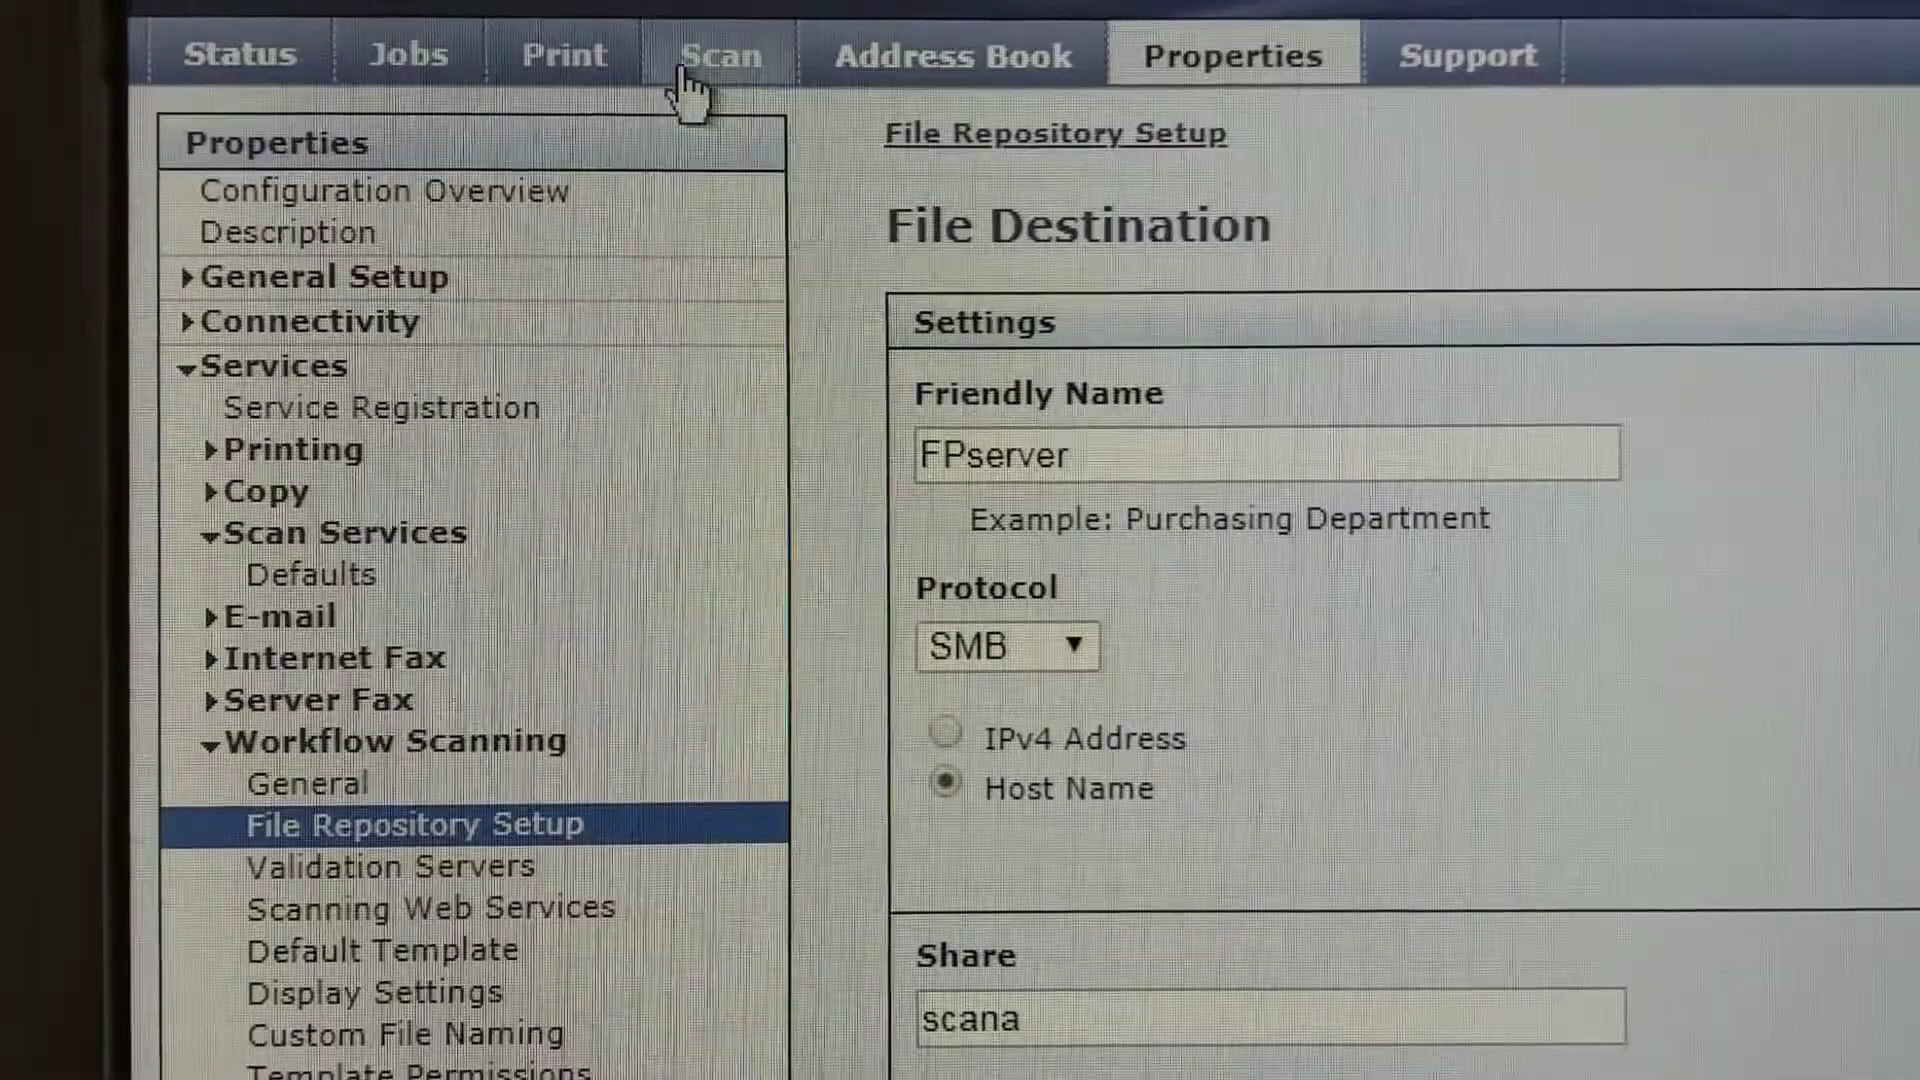 Status Jobs Print Scan Address Book Properties Support
Properties
Configuration Overview
Description
General Setup
Connectivity
Services
Service Registration
Printing
Copy
Scan Services
Defaults
E-mail
Internet Fax
Server Fax
Workflow Scanning
General
File Repository Setup
Validation Servers
Scanning Web Services
Default Template
Display Settings
Custom File Naming
Template Permissions
File Repository Setup
File Destination
Settings
Friendly Name
FPserver
Example: Purchasing Department
Protocol
SMB
IPv4 Address
Host Name
Share
scana